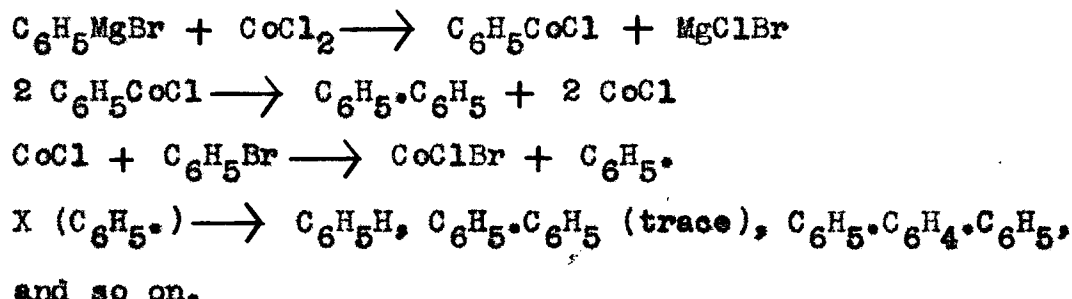 C₆H₅MgBr + CoCl₂ ⟶ C₆H₅CoCl + MgClBr
2 C₆H₅CoCl ⟶ C₆H₅.C₆H₅ + 2 CoCl
CoCl + C₆H₅Br ⟶ CoClBr + C₆H₅.
X (C₆H₅.) ⟶ C₆H₅H, C₆H₅.C₆H₅ (trace), C₆H₅.C₆H₄.C₆H₅,
and so on.